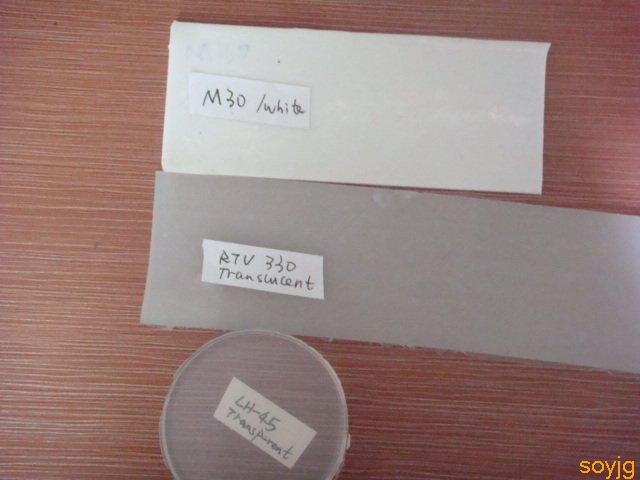 M30 /white
RTV 330
Translucent
LH-45
Transparent
soyjg